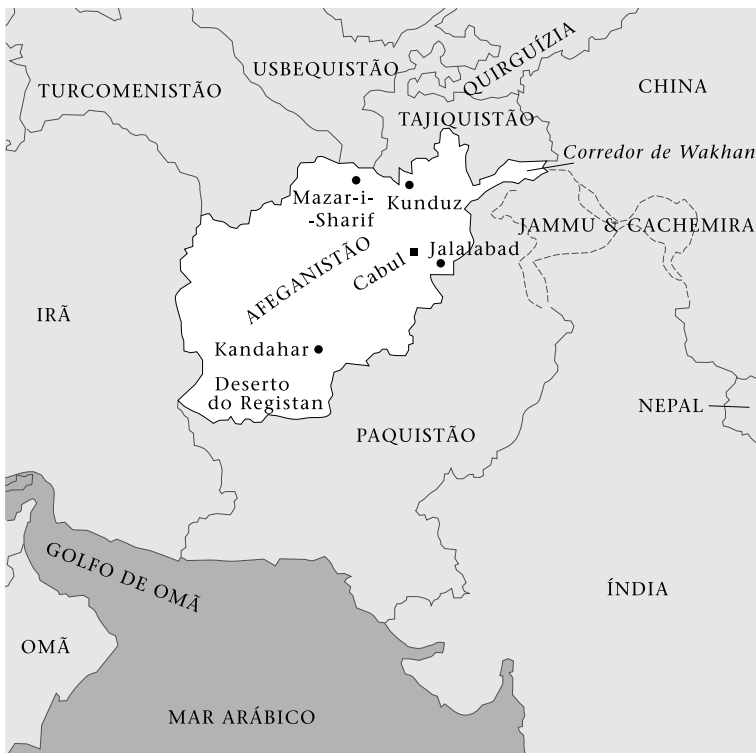 QUIRGUÍZIA
USBEQUISTÃO
TURCOMENISTÃO
CHINA
TAJIQUISTÃO
Corredor de Wakhan
Mazar-i-
-Sharif
Kunduz
JAMMU & CACHEMIRA
Jalalabad
Cabul
AFEGANISTÃO
IRÃ
Kandahar
Deserto
do Registan
NEPAL
PAQUISTÃO
GOLFO DE OMÃ
ÍNDIA
OMÃ
MAR ARÁBICO